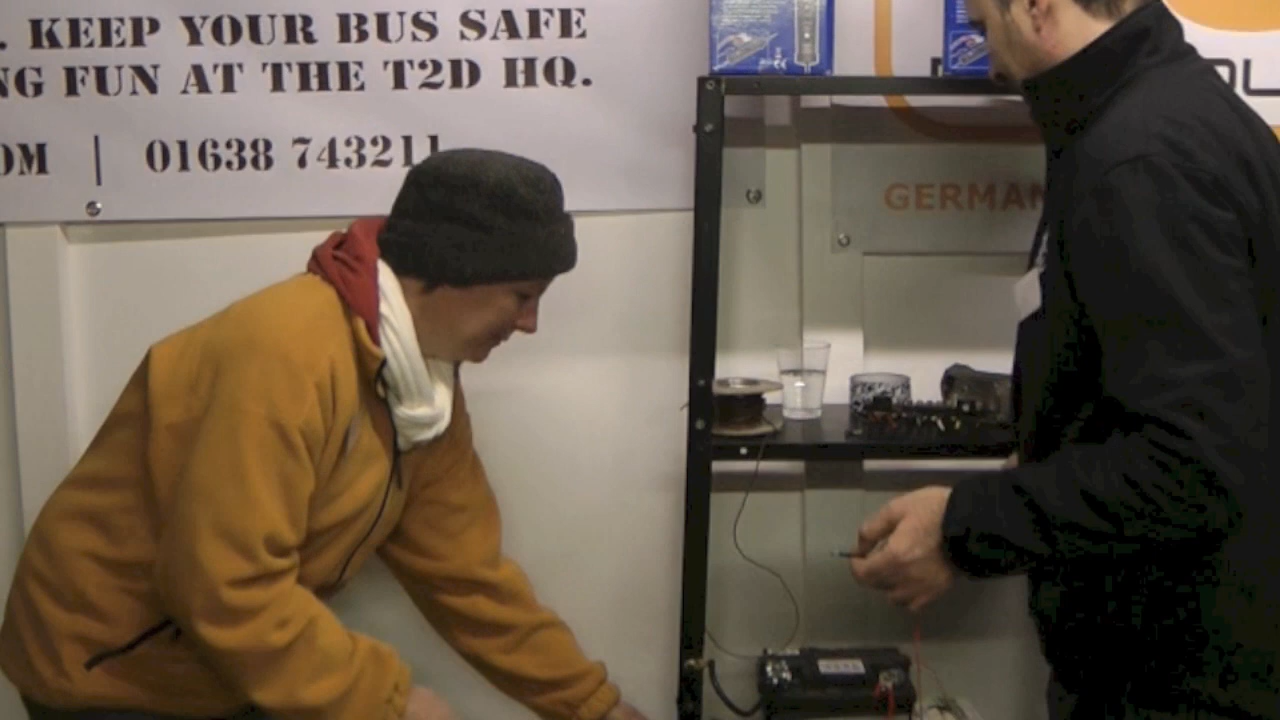 . KEEP YOUR BUS SAFE
NG FUN AT THE T2D HQ.
OM | 01638 743211
GERMAN